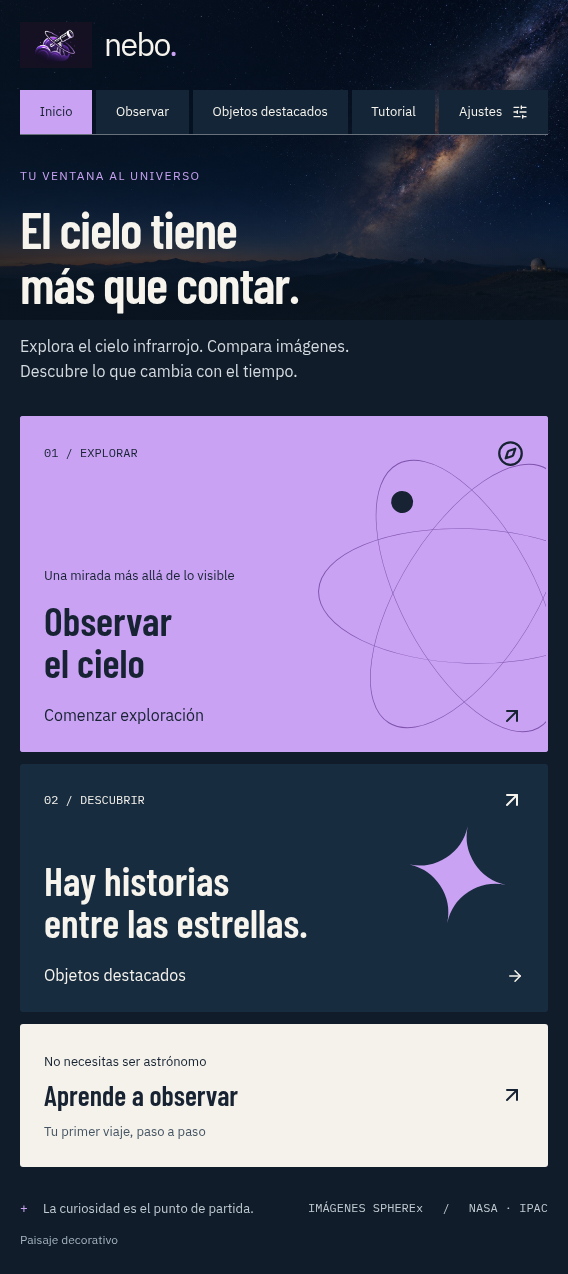 nebo.
Inicio
Observar
Objetos destacados
Tutorial
Ajustes
TU VENTANA AL UNIVERSO
El cielo tiene
más que contar.
Explora el cielo infrarrojo. Compara imágenes.
Descubre lo que cambia con el tiempo.
01 / EXPLORAR
Una mirada más allá de lo visible
Observar
el cielo
Comenzar exploración
02 / DESCUBRIR
Hay historias
entre las estrellas.
Objetos destacados
No necesitas ser astrónomo
Aprende a observar
Tu primer viaje, paso a paso
+ La curiosidad es el punto de partida.
IMÁGENES SPHEREx / NASA · IPAC
Paisaje decorativo